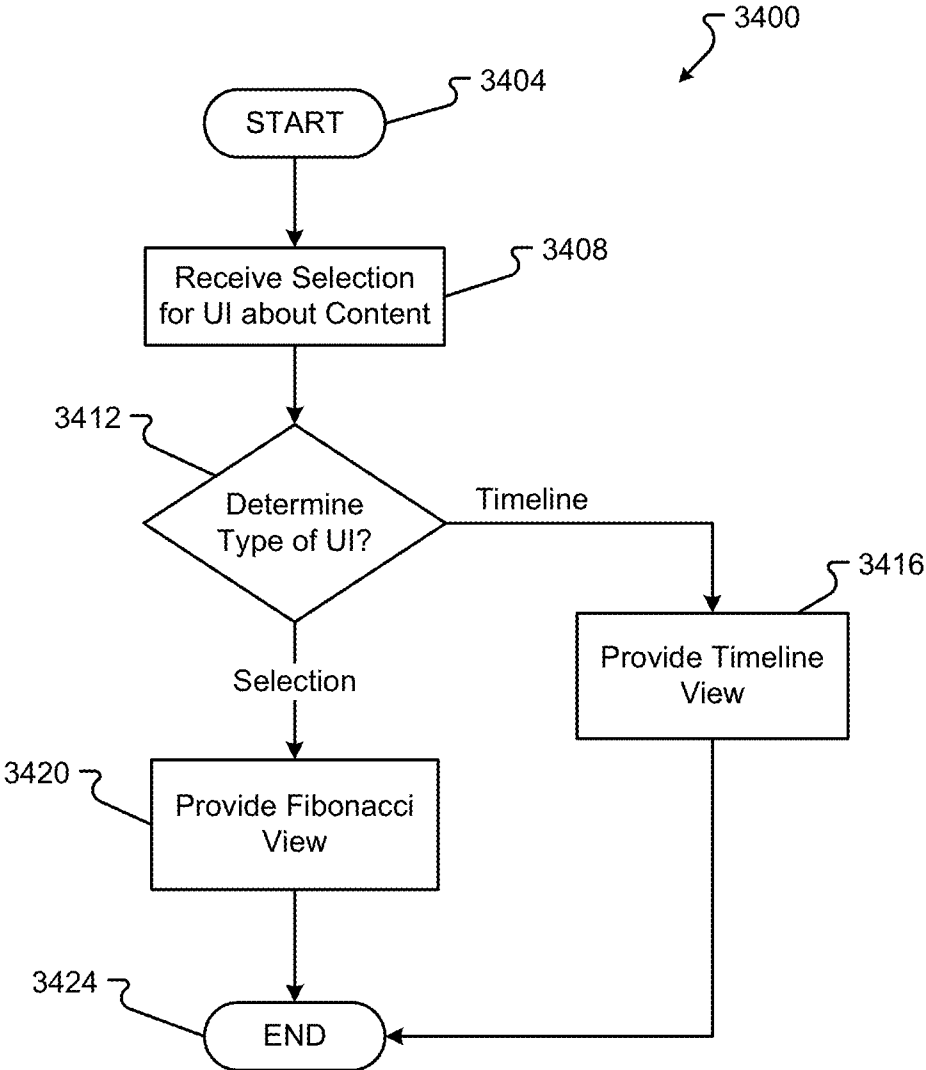 3400
3404
START
3408
Receive Selection
for UI about Content
3412
Determine
Type of UI?
Timeline
3416
Provide Timeline
View
Selection
3420
Provide Fibonacci
View
3424
END